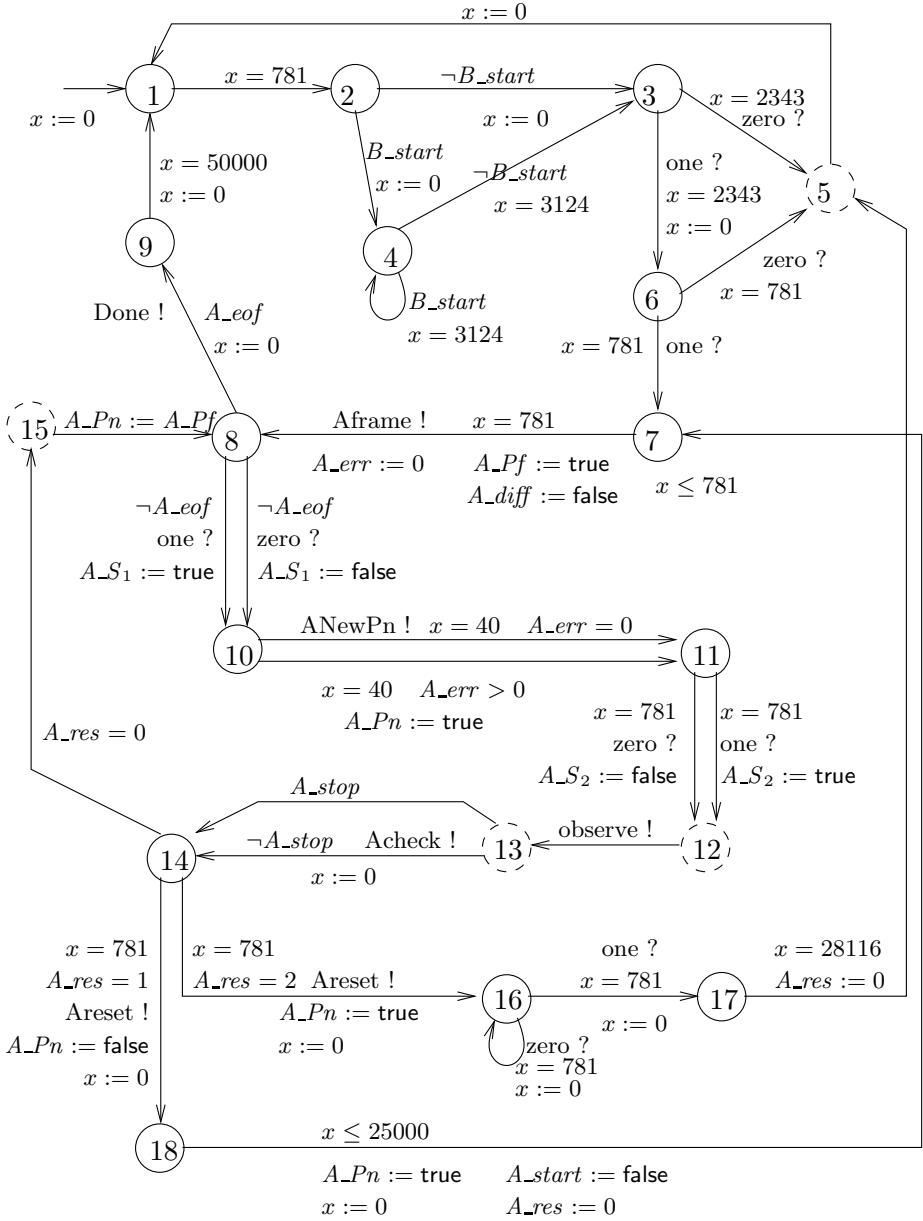 x := 0
1
x = 781
2
¬B_start
x := 0
3
x = 2343
zero ?
x := 0
x = 50000
x := 0
B_start
x := 0
¬B_start
x = 3124
one ?
x = 2343
x := 0
5
9
4
B_start
x = 3124
6
zero ?
x = 781
Done !
A_eof
x := 0
x = 781
one ?
15
A_Pn := A_Pf
8
Aframe !
x = 781
A_err := 0
A_Pf := true
A_diff := false
7
x ≤ 781
¬A_eof
one ?
A_S1 := true
¬A_eof
zero ?
A_S1 := false
10
ANewPn !
x = 40
A_err = 0
11
x = 40
A_err > 0
A_Pn := true
x = 781
zero ?
A_S2 := false
x = 781
one ?
A_S2 := true
A_res = 0
A_stop
¬A_stop
Acheck !
x := 0
13
observe !
12
14
x = 781
A_res = 1
Areset !
A_Pn := false
x := 0
x = 781
A_res = 2 Areset !
A_Pn := true
x := 0
16
zero ?
x = 781
x := 0
one ?
x = 781
x := 0
17
x = 28116
A_res := 0
18
x ≤ 25000
A_Pn := true
A_start := false
x := 0
A_res := 0